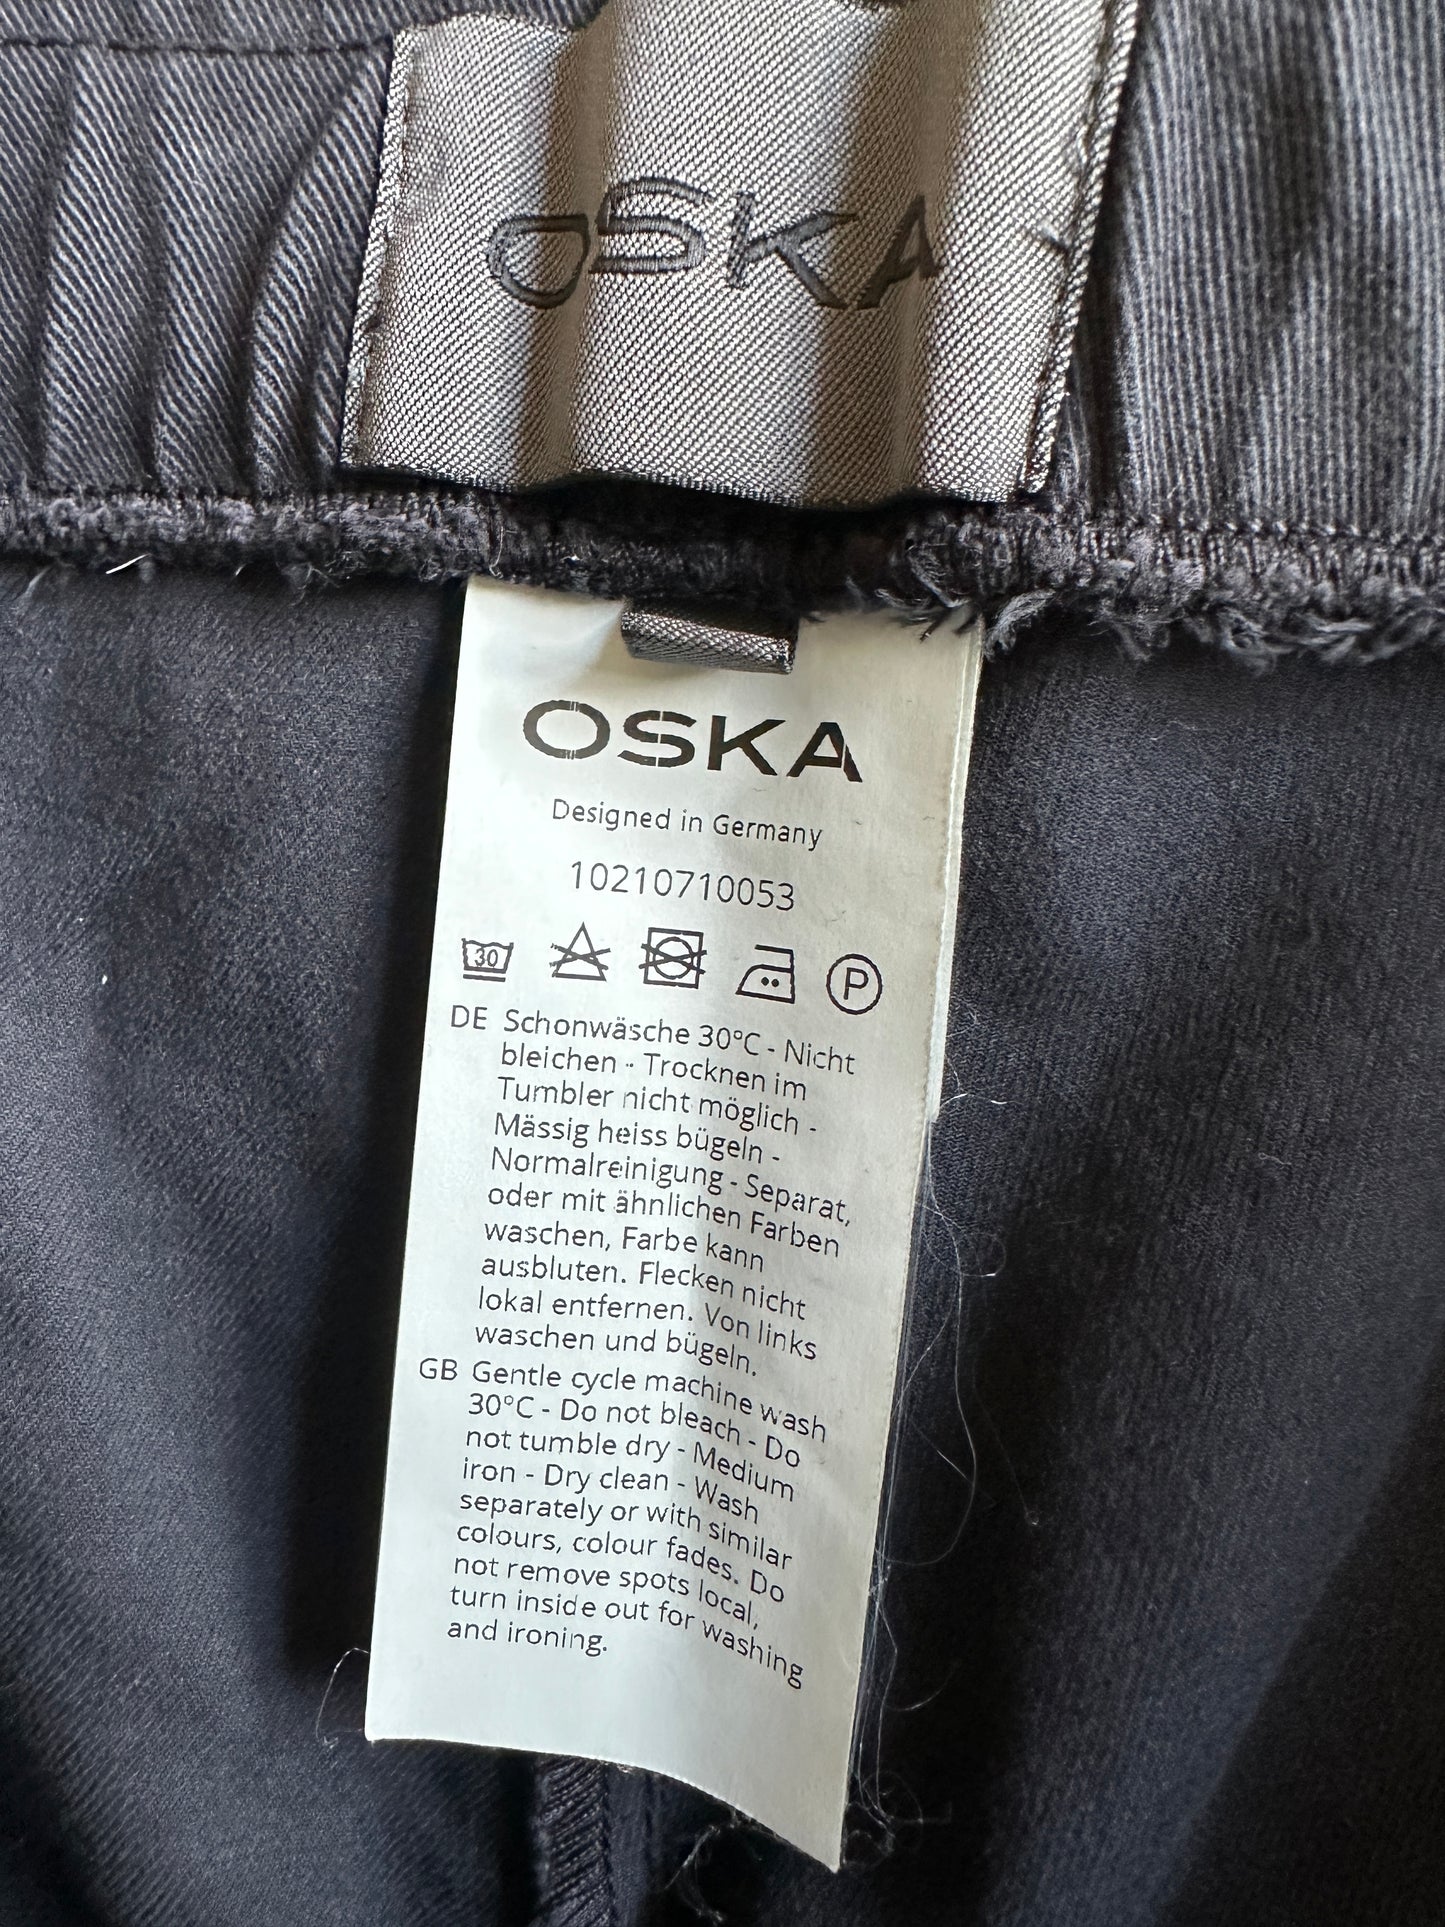 OSKA
OSKA
Designed in Germany
10210710053
30 P
DE Schonwäsche 30°C - Nicht
bleichen - Trocknen im
Tumbler nicht möglich -
Mässig heiss bügeln -
Normalreinigung - Separat,
oder mit ähnlichen Farben
waschen, Farbe kann
ausbluten. Flecken nicht
lokal entfernen. Von links
waschen und bügeln.
GB Gentle cycle machine wash
30°C - Do not bleach - Do
not tumble dry - Medium
iron - Dry clean - Wash
separately or with similar
colours, colour fades. Do
not remove spots local,
turn inside out for washing
and ironing.